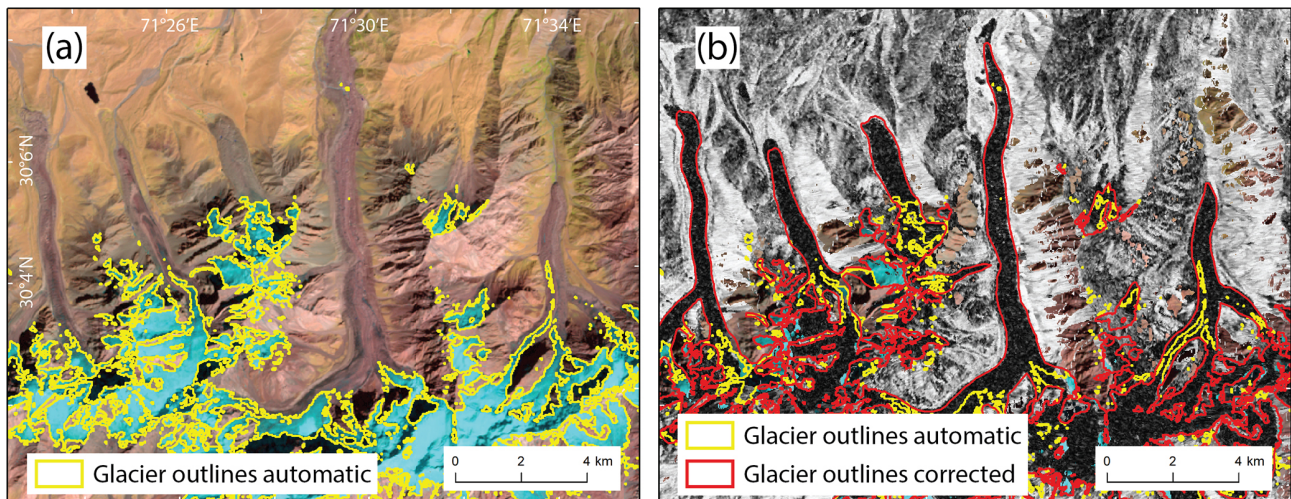 (a)
71°26'E
71°30'E
71°34'E
30°6'N
30°4'N
Glacier outlines automatic
0 2 4 km
(b)
Glacier outlines automatic
Glacier outlines corrected
0 2 4 km